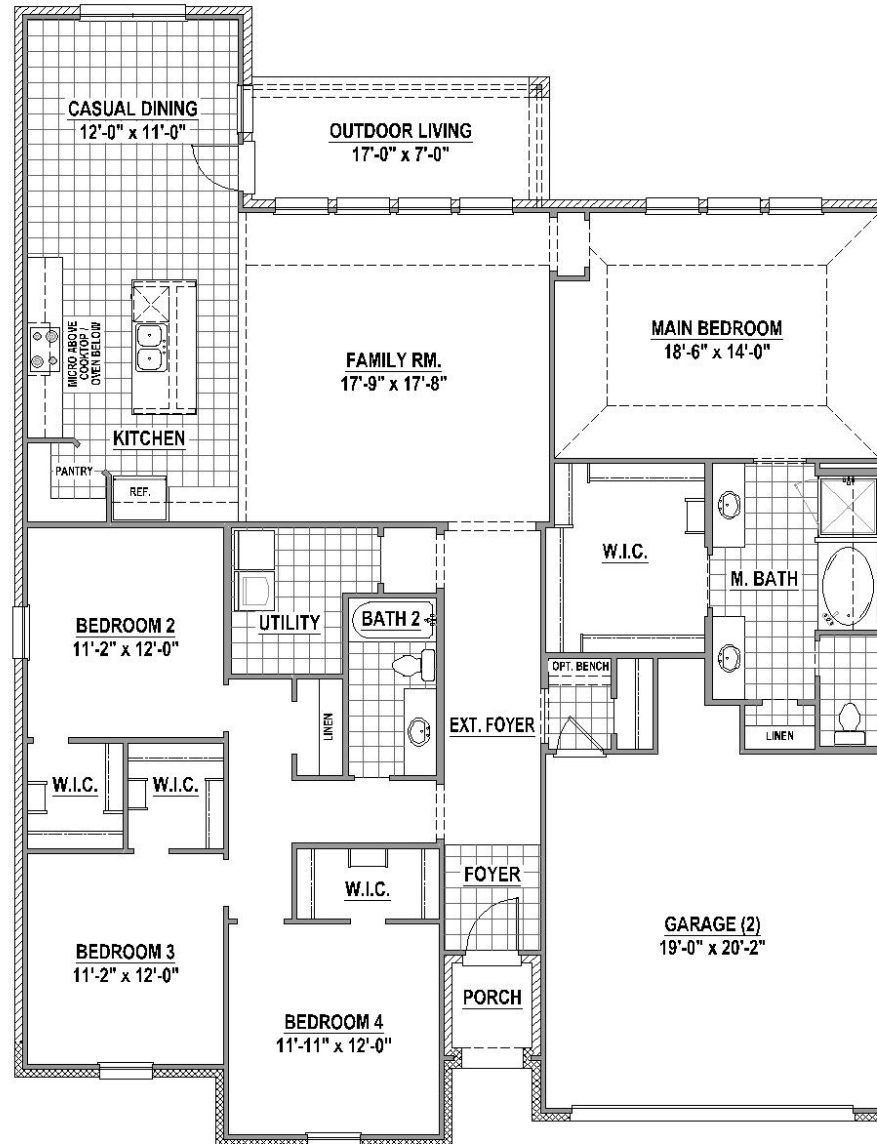 CASUAL DINING
12'-0" x 11'-0"
OUTDOOR LIVING
17'-0" x 7'-0"
MICRO ABOVE
COOKTOP /
OVEN BELOW
FAMILY RM.
17'-9" x 17'-8"
MAIN BEDROOM
18'-6" x 14'-0"
KITCHEN
PANTRY
REF.
W.I.C.
M. BATH
BEDROOM 2
11'-2" x 12'-0"
UTILITY
BATH 2
OPT. BENCH
LINEN
EXT. FOYER
LINEN
W.I.C.
W.I.C.
W.I.C.
FOYER
GARAGE (2)
19'-0" x 20'-2"
BEDROOM 3
11'-2" x 12'-0"
PORCH
BEDROOM 4
11'-11" x 12'-0"